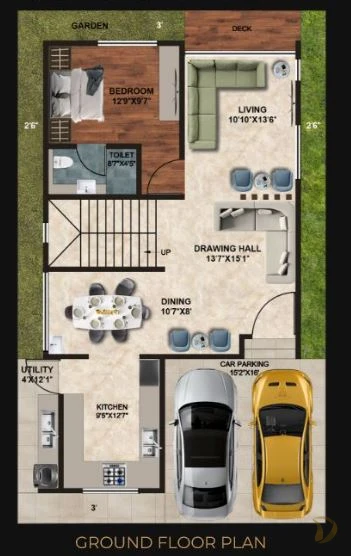 GARDEN
3'
DECK
BEDROOM
12'9"X9'7"
LIVING
10'10"X13'6"
2'6"
2'6"
TOILET
8'7"X4'5"
UP
DRAWING HALL
13'7"X15'1"
DINING
10'7"X8'
UTILITY
4'X12'1"
CAR PARKING
15'2"X16'
KITCHEN
9'5"X12'7"
3'
GROUND FLOOR PLAN